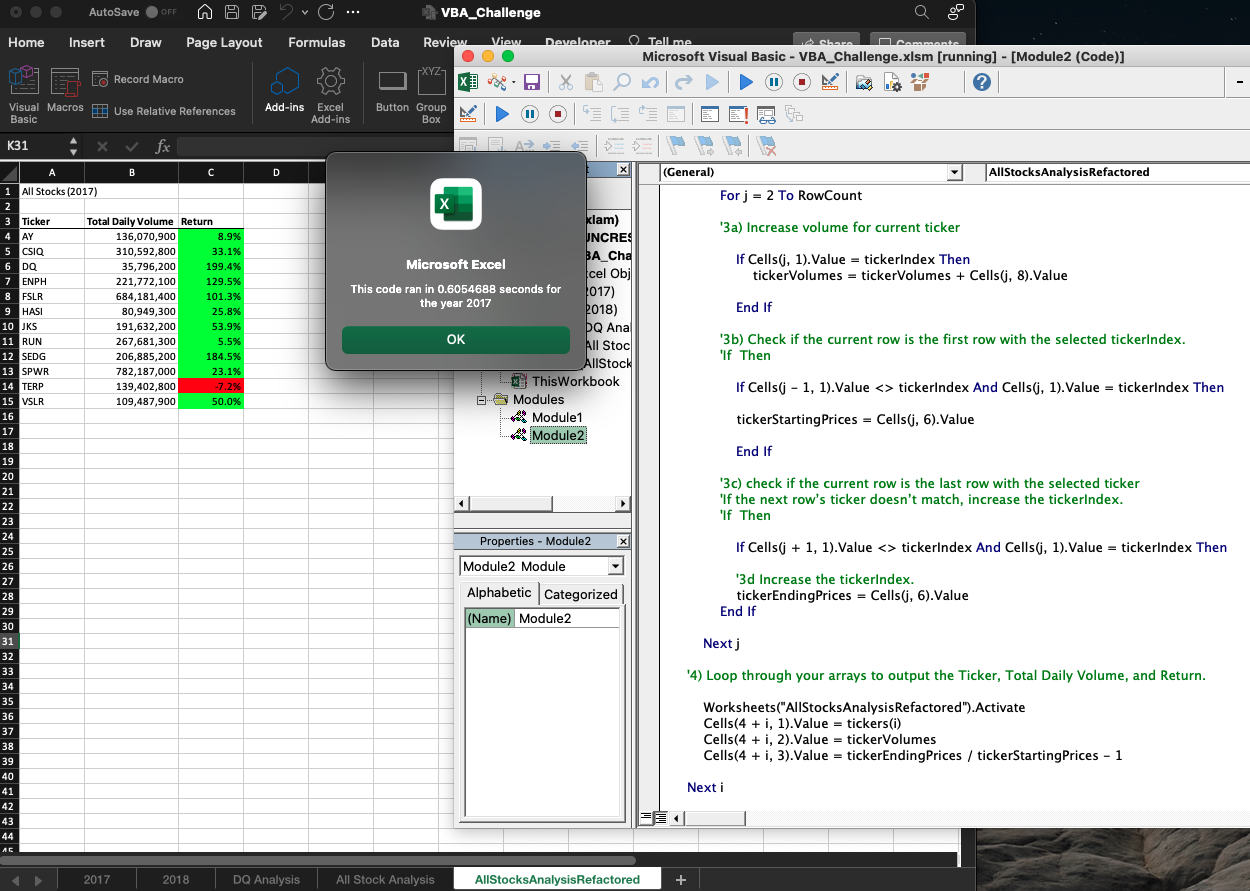 AutoSave OFF VBA_Challenge
Home Insert Draw Page Layout Formulas Data Review View Developer Tell me Share Comments
Visual Basic
Macros
Record Macro
Use Relative References
Add-ins
Excel Add-ins
Button
XYZ
Group Box
K31 fx
A B C D
1 All Stocks (2017)
2
3 Ticker Total Daily Volume Return
4 AY 136,070,900 8.9%
5 CSIQ 310,592,800 33.1%
6 DQ 35,796,200 199.4%
7 ENPH 221,772,100 129.5%
8 FSLR 684,181,400 101.3%
9 HASI 80,949,300 25.8%
10 JKS 191,632,200 53.9%
11 RUN 267,681,300 5.5%
12 SEDG 206,885,200 184.5%
13 SPWR 782,187,000 23.1%
14 TERP 139,402,800 -7.2%
15 VSLR 109,487,900 50.0%
16
17
18
19
20
21
22
23
24
25
26
27
28
29
30
31
32
33
34
35
36
37
38
39
40
41
42
43
44
45
2017 2018 DQ Analysis All Stock Analysis AllStocksAnalysisRefactored +
Microsoft Excel
This code ran in 0.6054688 seconds for
the year 2017
OK
Microsoft Visual Basic - VBA_Challenge.xlsm [running] - [Module2 (Code)]
xlam)
UNCRES
BA_Cha
xcel Obj
2017)
2018)
DQ Anal
All Stoc
AllStock
ThisWorkbook
Modules
Module1
Module2
Properties - Module2
Module2 Module
Alphabetic Categorized
(Name) Module2
(General) AllStocksAnalysisRefactored
For j = 2 To RowCount
'3a) Increase volume for current ticker
If Cells(j, 1).Value = tickerIndex Then
tickerVolumes = tickerVolumes + Cells(j, 8).Value
End If
'3b) Check if the current row is the first row with the selected tickerIndex.
'If Then
If Cells(j - 1, 1).Value <> tickerIndex And Cells(j, 1).Value = tickerIndex Then
tickerStartingPrices = Cells(j, 6).Value
End If
'3c) check if the current row is the last row with the selected ticker
'If the next row's ticker doesn't match, increase the tickerIndex.
'If Then
If Cells(j + 1, 1).Value <> tickerIndex And Cells(j, 1).Value = tickerIndex Then
'3d Increase the tickerIndex.
tickerEndingPrices = Cells(j, 6).Value
End If
Next j
'4) Loop through your arrays to output the Ticker, Total Daily Volume, and Return.
Worksheets("AllStocksAnalysisRefactored").Activate
Cells(4 + i, 1).Value = tickers(i)
Cells(4 + i, 2).Value = tickerVolumes
Cells(4 + i, 3).Value = tickerEndingPrices / tickerStartingPrices - 1
Next i